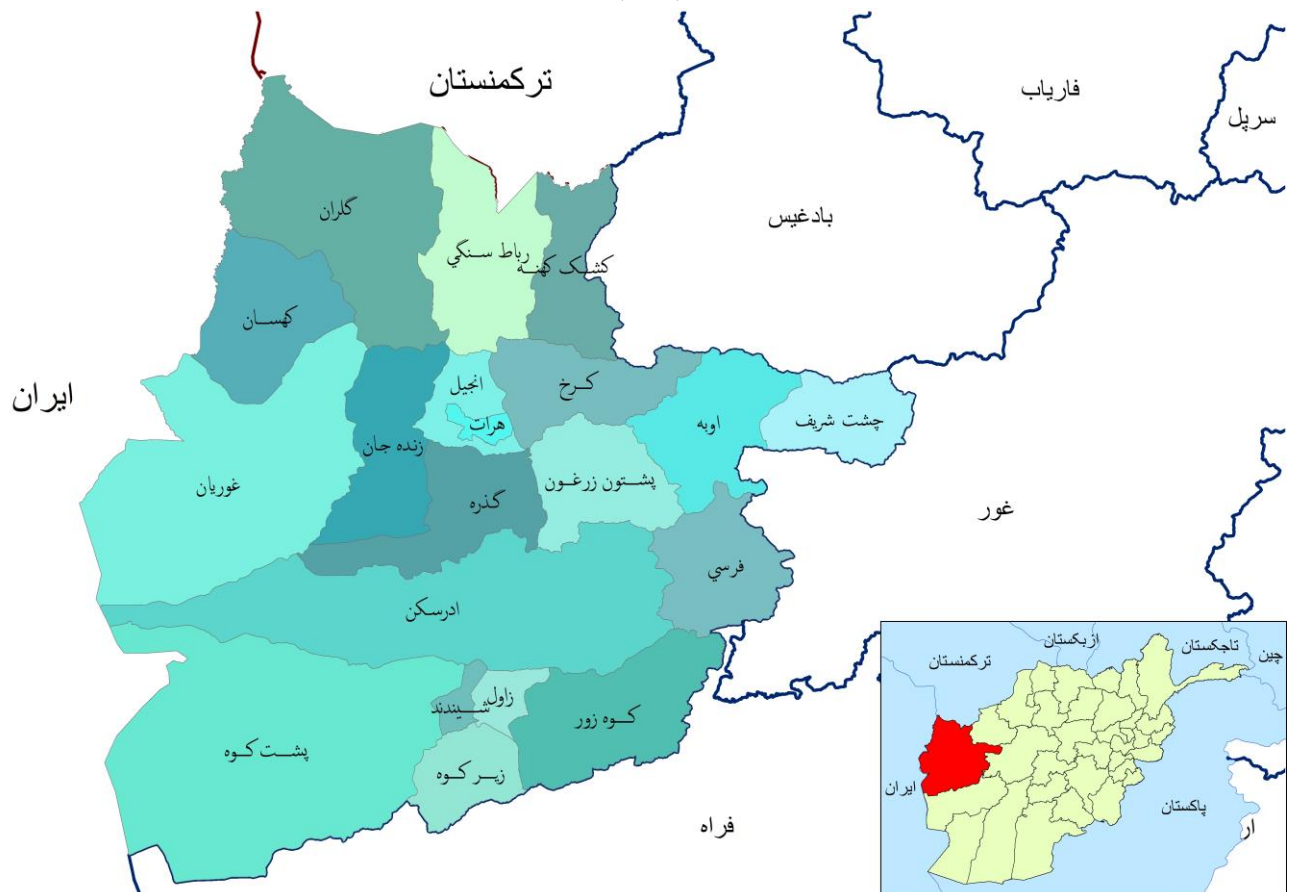 ترکمنستان
فاریاب
سرپل
گلران
بادغیس
رباط سنگي
کشک کهنه
کهسان
ایران
انجیل
کرخ
هرات
اوبه
چشت شریف
زنده جان
غوریان
پشتون زرغون
گذره
غور
فرسي
ادرسکن
زاول
شیندند
کوه زور
پشت کوه
زیر کوه
فراه
ازبکستان
تاجکستان
چین
ترکمنستان
ایران
پاکستان
ار